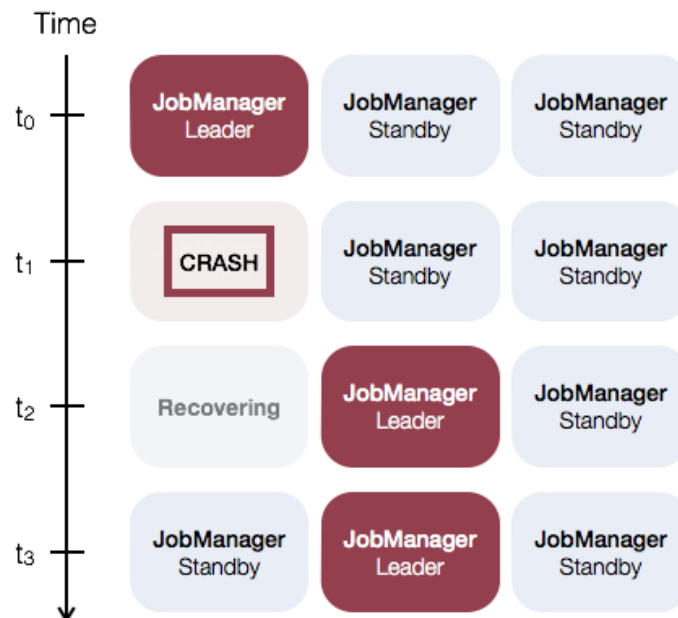 Time
t0
JobManager
Leader
JobManager
Standby
JobManager
Standby
t1
CRASH
JobManager
Standby
JobManager
Standby
t2
Recovering
JobManager
Leader
JobManager
Standby
t3
JobManager
Standby
JobManager
Leader
JobManager
Standby